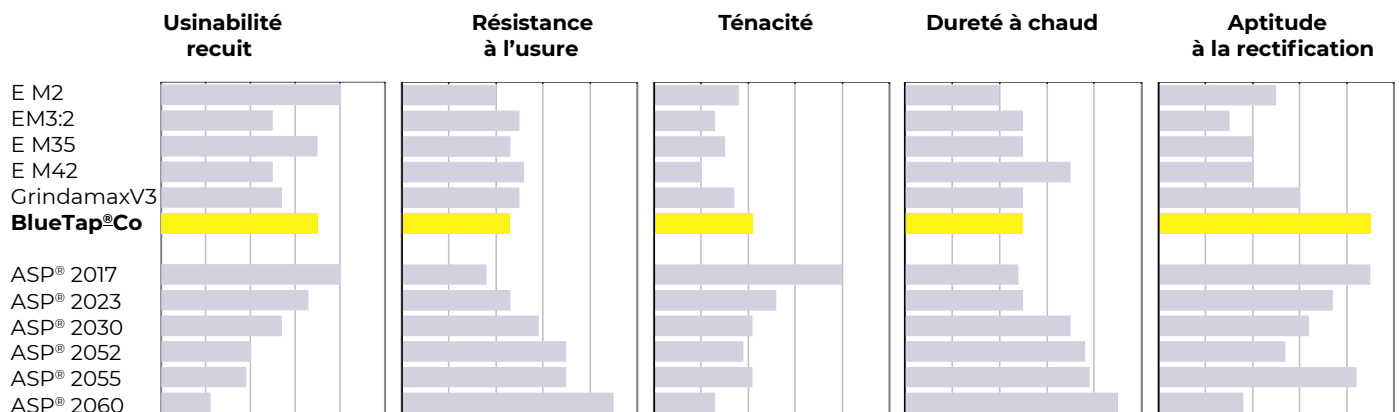 Usinabilité recuit
Résistance à l'usure
Ténacité
Dureté à chaud
Aptitude à la rectification
E M2
EM3:2
E M35
E M42
GrindamaxV3
BlueTap®Co
ASP® 2017
ASP® 2023
ASP® 2030
ASP® 2052
ASP® 2055
ASP® 2060